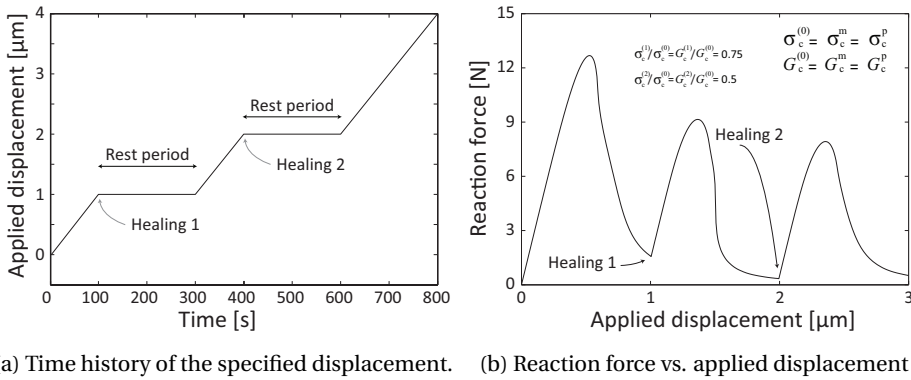 Applied displacement [µm]
4
3
2
1
0
Rest period
Healing 2
Rest period
Healing 1
0 100 200 300 400 500 600 700 800
Time [s]
Reaction force [N]
15
12
9
6
3
0
σc(1)/σc(0)=Gc(1)/Gc(0)= 0.75
σc(2)/σc(0)=Gc(2)/Gc(0)= 0.5
σc(0)= σcm= σcp
Gc(0)= Gcm= Gcp
Healing 2
Healing 1
0 1 2 3
Applied displacement [µm]
a) Time history of the specified displacement.
(b) Reaction force vs. applied displacement